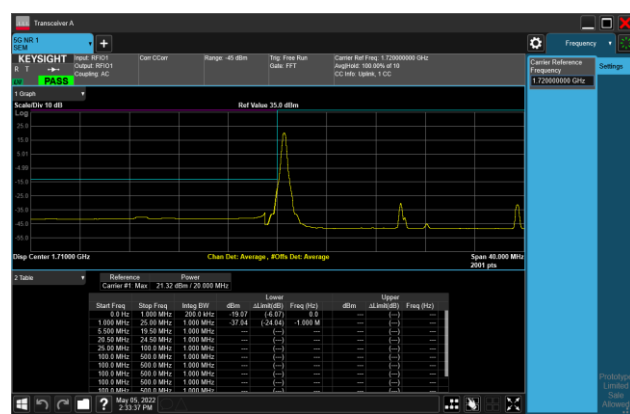 Transceiver A
5G NR 1
SEM
+
Frequency
KEYSIGHT
R T
PASS
Input: RFIO1
Output: RFIO1
Coupling: AC
Corr CCorr
Range: -45 dBm
Trig: Free Run
Gate: FFT
Carrier Ref Freq: 1.720000000 GHz
Avg|Hold: 100.00% of 10
CC Info: Uplink, 1 CC
Carrier Reference
Frequency
1.720000000 GHz
Settings
1 Graph
Scale/Div 10 dB
Ref Value 35.0 dBm
Log
25.0
15.0
5.01
-4.99
-15.0
-25.0
-35.0
-45.0
-55.0
Disp Center 1.71000 GHz
Chan Det: Average , #Offs Det: Average
Span 40.000 MHz
2001 pts
2 Table
Reference Power
Carrier #1 Max 21.32 dBm / 20.000 MHz
Lower Upper
Start Freq Stop Freq Integ BW dBm ΔLimit(dB) Freq (Hz) dBm ΔLimit(dB) Freq (Hz)
0.0 Hz 1.000 MHz 200.0 kHz -19.07 (-6.07) 0.0 --- (---) ---
1.000 MHz 25.00 MHz 1.000 MHz -37.04 (-24.04) -1.000 M --- (---) ---
5.500 MHz 19.50 MHz 1.000 MHz --- (---) --- --- (---) ---
20.50 MHz 24.50 MHz 1.000 MHz --- (---) --- --- (---) ---
25.00 MHz 100.0 MHz 1.000 MHz --- (---) --- --- (---) ---
100.0 MHz 500.0 MHz 1.000 MHz --- (---) --- --- (---) ---
100.0 MHz 500.0 MHz 1.000 MHz --- (---) --- --- (---) ---
100.0 MHz 500.0 MHz 1.000 MHz --- (---) --- --- (---) ---
100.0 MHz 500.0 MHz 1.000 MHz --- (---) --- --- (---) ---
100.0 MHz 500.0 MHz 1.000 MHz --- (---) --- --- (---) ---
Prototype
Limited
Sale
Allowed
?
May 05, 2022
2:33:37 PM